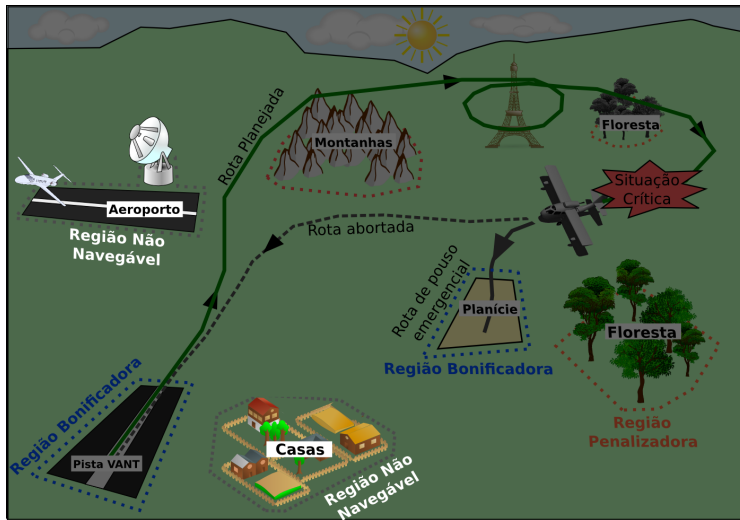 Rota Planejada
Montanhas
Floresta
Situação
Crítica
Aeroporto
Região Não
Navegável
Rota abortada
Rota de pouso
emergencial
Planície
Região Bonificadora
Floresta
Região
Penalizadora
Região Bonificadora
Pista VANT
Casas
Região Não
Navegável